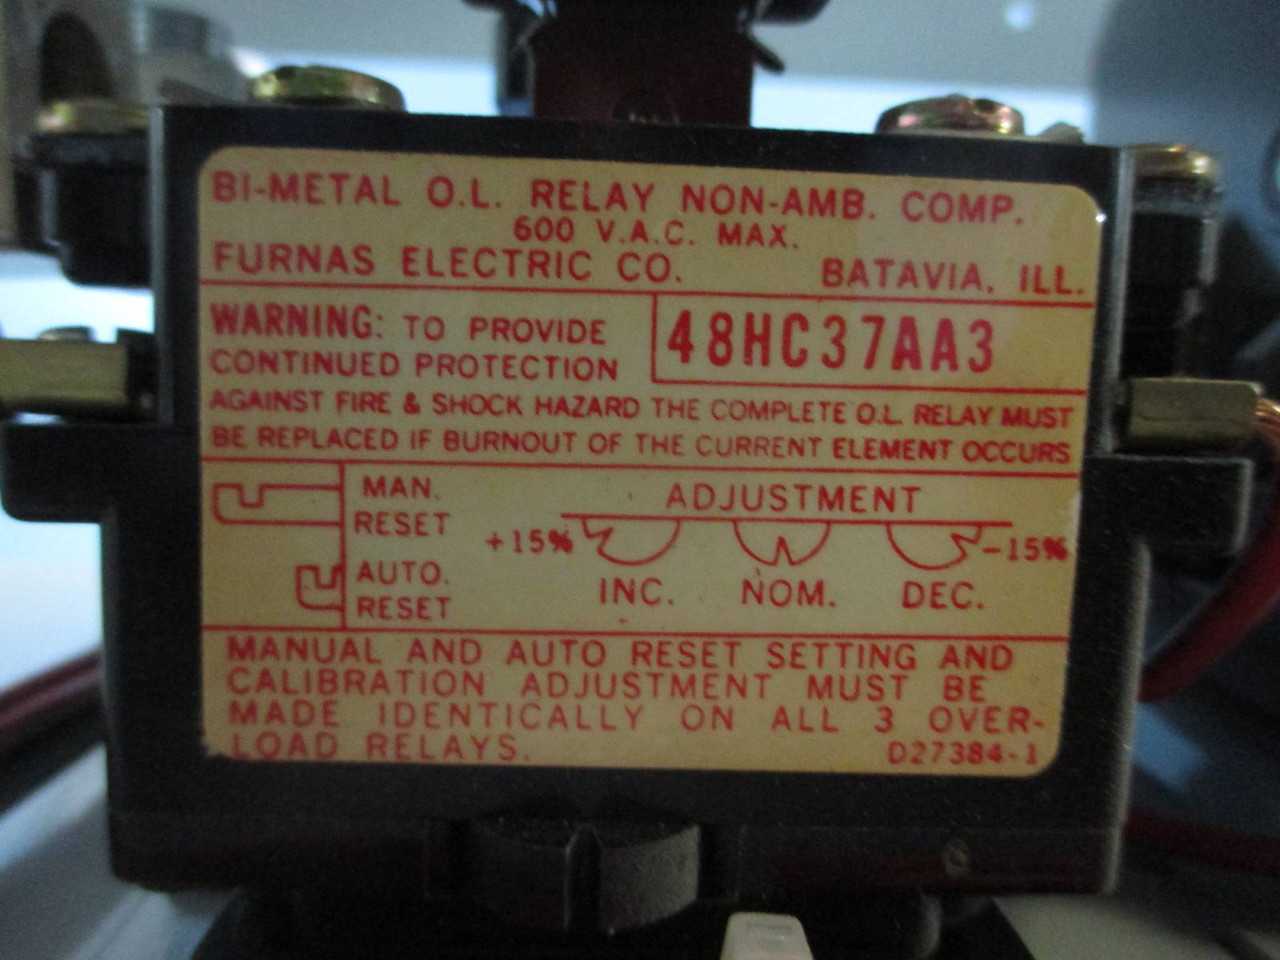 BI-METAL O.L. RELAY NON-AMB. COMP.
600 V.A.C. MAX.
FURNAS ELECTRIC CO. BATAVIA, ILL.
WARNING: TO PROVIDE
CONTINUED PROTECTION
48HC37AA3
AGAINST FIRE & SHOCK HAZARD THE COMPLETE O.L. RELAY MUST
BE REPLACED IF BURNOUT OF THE CURRENT ELEMENT OCCURS
MAN.
RESET
AUTO.
RESET
ADJUSTMENT
+15% -15%
INC. NOM. DEC.
MANUAL AND AUTO RESET SETTING AND
CALIBRATION ADJUSTMENT MUST BE
MADE IDENTICALLY ON ALL 3 OVER-
LOAD RELAYS. D27384-1